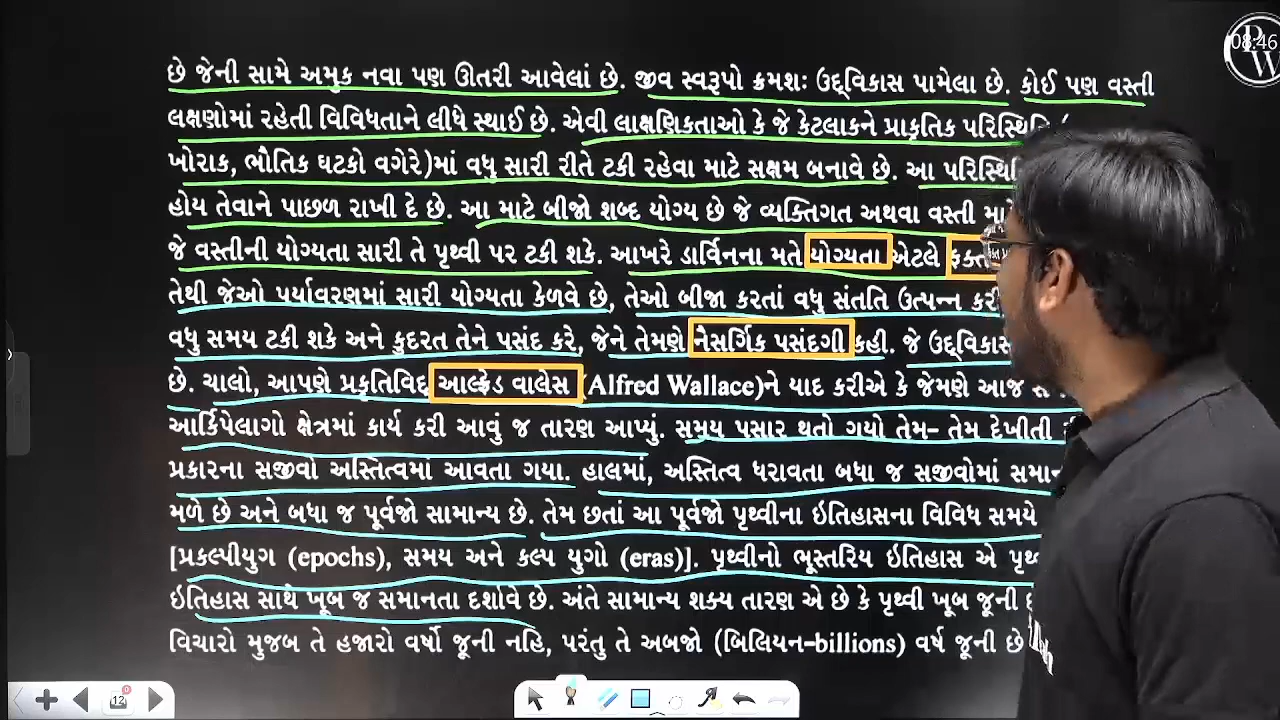 છે જેની સામે અમુક નવા પણ ઊતરી આવેલાં છે. જીવ સ્વરૂપો ક્રમશઃ ઉદ્દ્વિકાસ પામેલા છે. કોઈ પણ વસ્તી
લક્ષણોમાં રહેતી વિવિધતાને લીધે સ્થાઈ છે. એવી લાક્ષણિકતાઓ કે જે કેટલાકને પ્રાકૃતિક
ખોરાક, ભૌતિક ઘટકો વગેરે)માં વધુ સારી રીતે ટકી રહેવા માટે સક્ષમ બનાવે છે. આ
હોય તેવાને પાછળ રાખી દે છે. આ માટે બીજો શબ્દ યોગ્ય છે જે વ્યક્તિગત અથવા વસ્તી
જે વસ્તીની યોગ્યતા સારી તે પૃથ્વી પર ટકી શકે. આખરે ડાર્વિનના મતે યોગ્યતા એટલે
તેથી જેઓ પર્યાવરણમાં સારી યોગ્યતા કેળવે છે, તેઓ બીજા કરતાં વધુ સંતતિ ઉત્પન્ન કરી
વધુ સમય ટકી શકે અને કુદરત તેને પસંદ કરે, જેને તેમણે નૈસર્ગિક પસંદગી કહી. જે
છે. ચાલો, આપણે પ્રકૃતિવિદ્દ આલ્ફ્રેડ વાલેસ (Alfred Wallace)ને યાદ કરીએ કે જેમણે આજ
આર્કિપેલાગો ક્ષેત્રમાં કાર્ય કરી આવું જ તારણ આપ્યું. સમય પસાર થતો ગયો તેમ– તેમ દેખીતી
પ્રકારના સજીવો અસ્તિત્વમાં આવતા ગયા. હાલમાં, અસ્તિત્વ ધરાવતા બધા જ સજીવોમાં
મળે છે અને બધા જ પૂર્વજો સામાન્ય છે. તેમ છતાં આ પૂર્વજો પૃથ્વીના ઇતિહાસના વિવિધ સમયે
[પ્રકલ્પીયુગ (epochs), સમય અને કલ્પ યુગો (eras)]. પૃથ્વીનો ભૂસ્તરિય ઇતિહાસ એ
ઇતિહાસ સાથે ખૂબ જ સમાનતા દર્શાવે છે. અંતે સામાન્ય શક્ય તારણ એ છે કે પૃથ્વી ખૂબ જૂની
વિચારો મુજબ તે હજારો વર્ષો જૂની નહિ, પરંતુ તે અબજો (બિલિયન–billions) વર્ષ જૂની છે
08:46
12